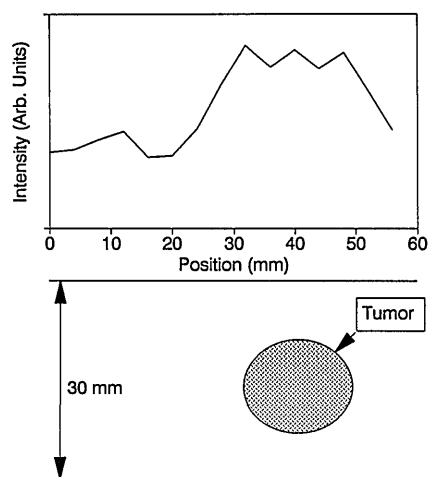 Intensity (Arb. Units)
0 10 20 30 40 50 60
Position (mm)
Tumor
30 mm